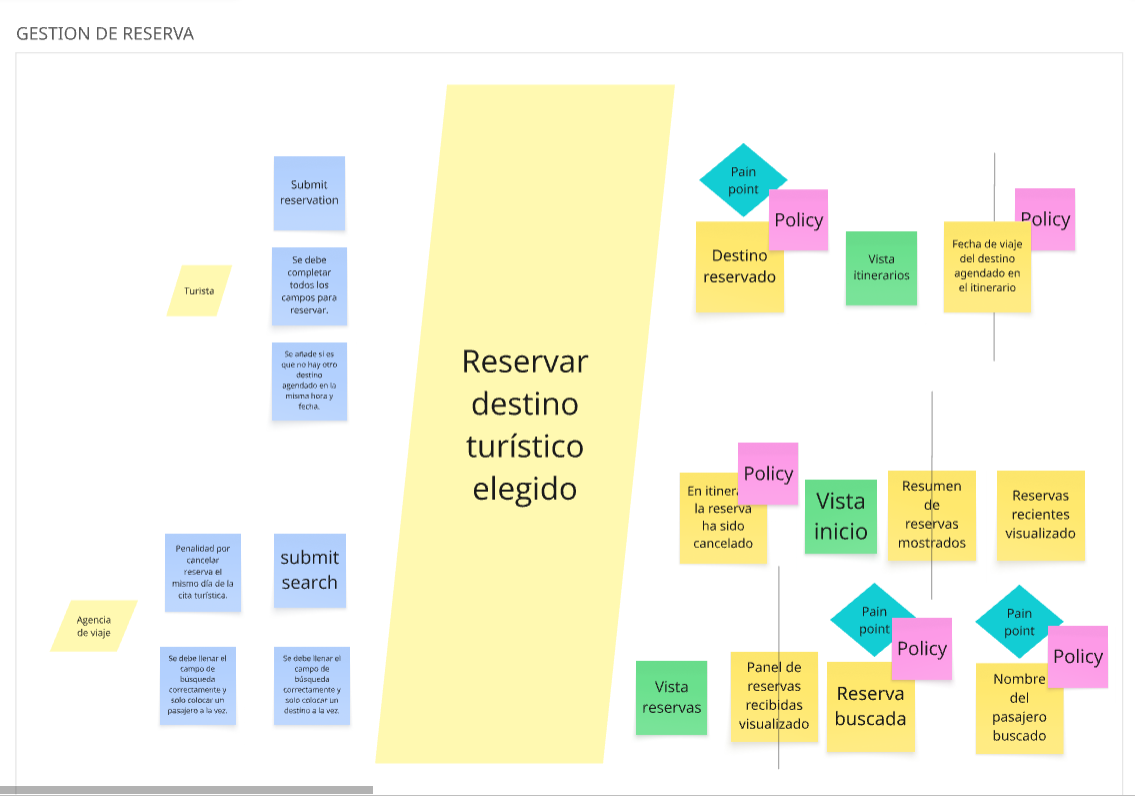 GESTION DE RESERVA
Submit
reservation
Se debe
completar
todos los
campos para
reservar.
Turista
Se añade si es
que no hay otro
destino
agendado en la
misma hora y
fecha.
Penalidad por
cancelar
reserva el
mismo día de la
cita turística.
submit
search
Agencia
de viaje
Se debe llenar el
campo de
busqueda
correctamente y
solo colocar un
pasajero a la vez.
Se debe llenar el
campo de
búsqueda
correctamente y
solo colocar un
destino a la vez.
Reservar
destino
turístico
elegido
Pain
point
Policy
Destino
reservado
Vista
itinerarios
Policy
Fecha de viaje
del destino
agendado en
el itinerario
Policy
En itiner
la reserva
ha sido
cancelado
Vista
inicio
Resumen
de
reservas
mostrados
Reservas
recientes
visualizado
Vista
reservas
Panel de
reservas
recibidas
visualizado
Pain
point
Policy
Reserva
buscada
Pain
point
Policy
Nombre
del
pasajero
buscado